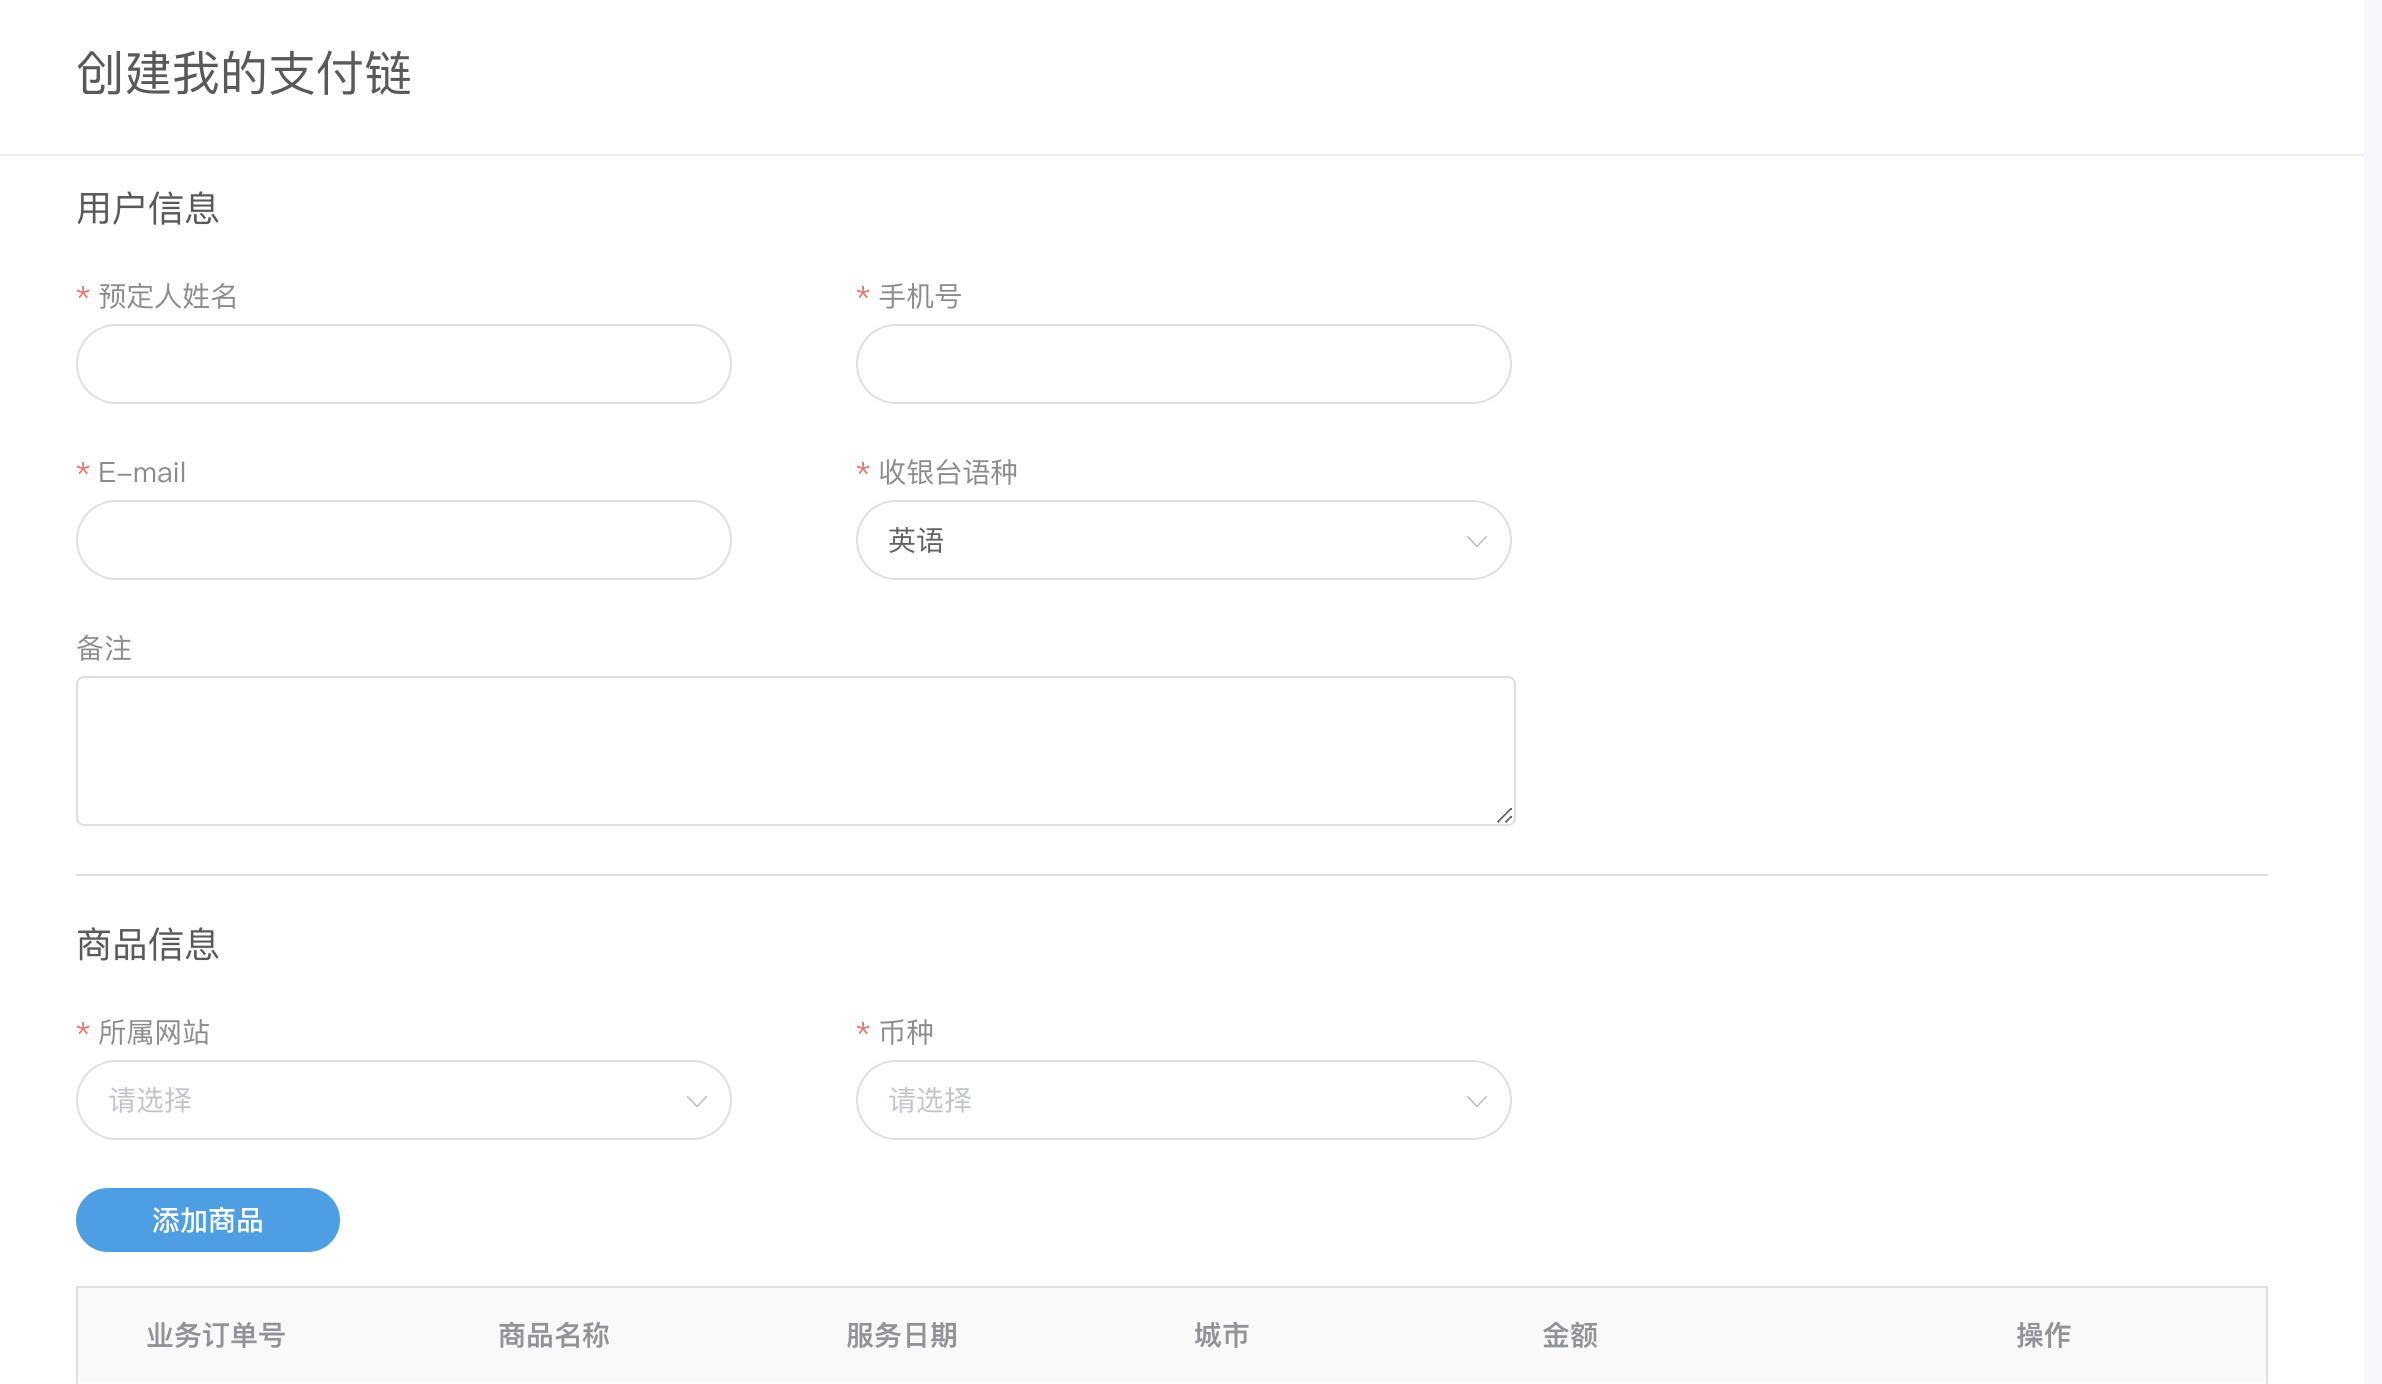 创建我的支付链
用户信息
* 预定人姓名 * 手机号
* E-mail * 收银台语种
英语
备注
商品信息
* 所属网站 * 币种
请选择 请选择
添加商品
业务订单号 商品名称 服务日期 城市 金额 操作